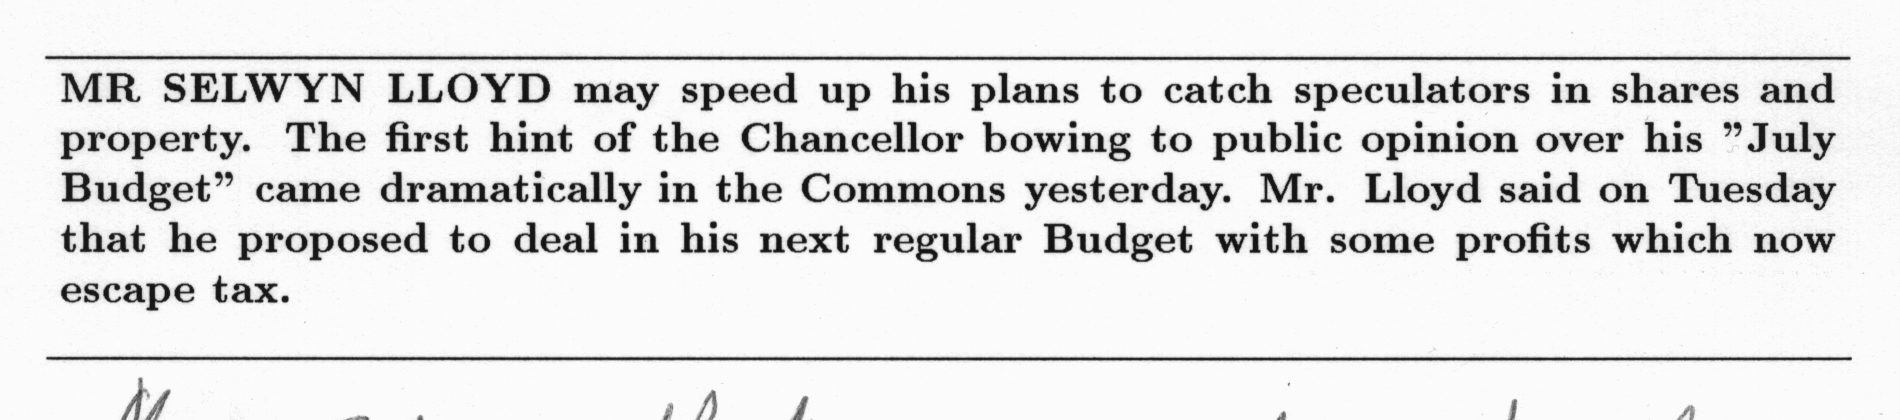 MR SELWYN LLOYD may speed up his plans to catch speculators in shares and
property. The first hint of the Chancellor bowing to public opinion over his ”July
Budget” came dramatically in the Commons yesterday. Mr. Lloyd said on Tuesday
that he proposed to deal in his next regular Budget with some profits which now
escape tax.